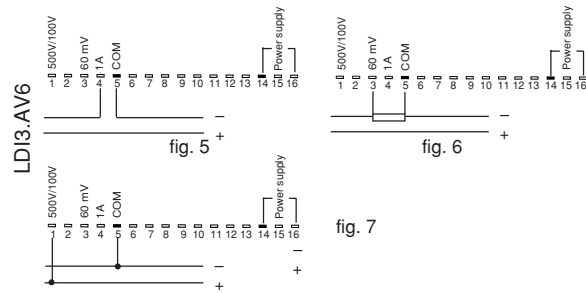 LDI3.AV6
500V/100V
60 mV
1A
COM
Power supply
1 2 3 4 5 6 7 8 9 10 11 12 13 14 15 16
−
+
fig. 5
500V/100V
60 mV
1A
COM
Power supply
1 2 3 4 5 6 7 8 9 10 11 12 13 14 15 16
−
+
fig. 6
500V/100V
60 mV
1A
COM
Power supply
1 2 3 4 5 6 7 8 9 10 11 12 13 14 15 16
−
+
−
+
fig. 7